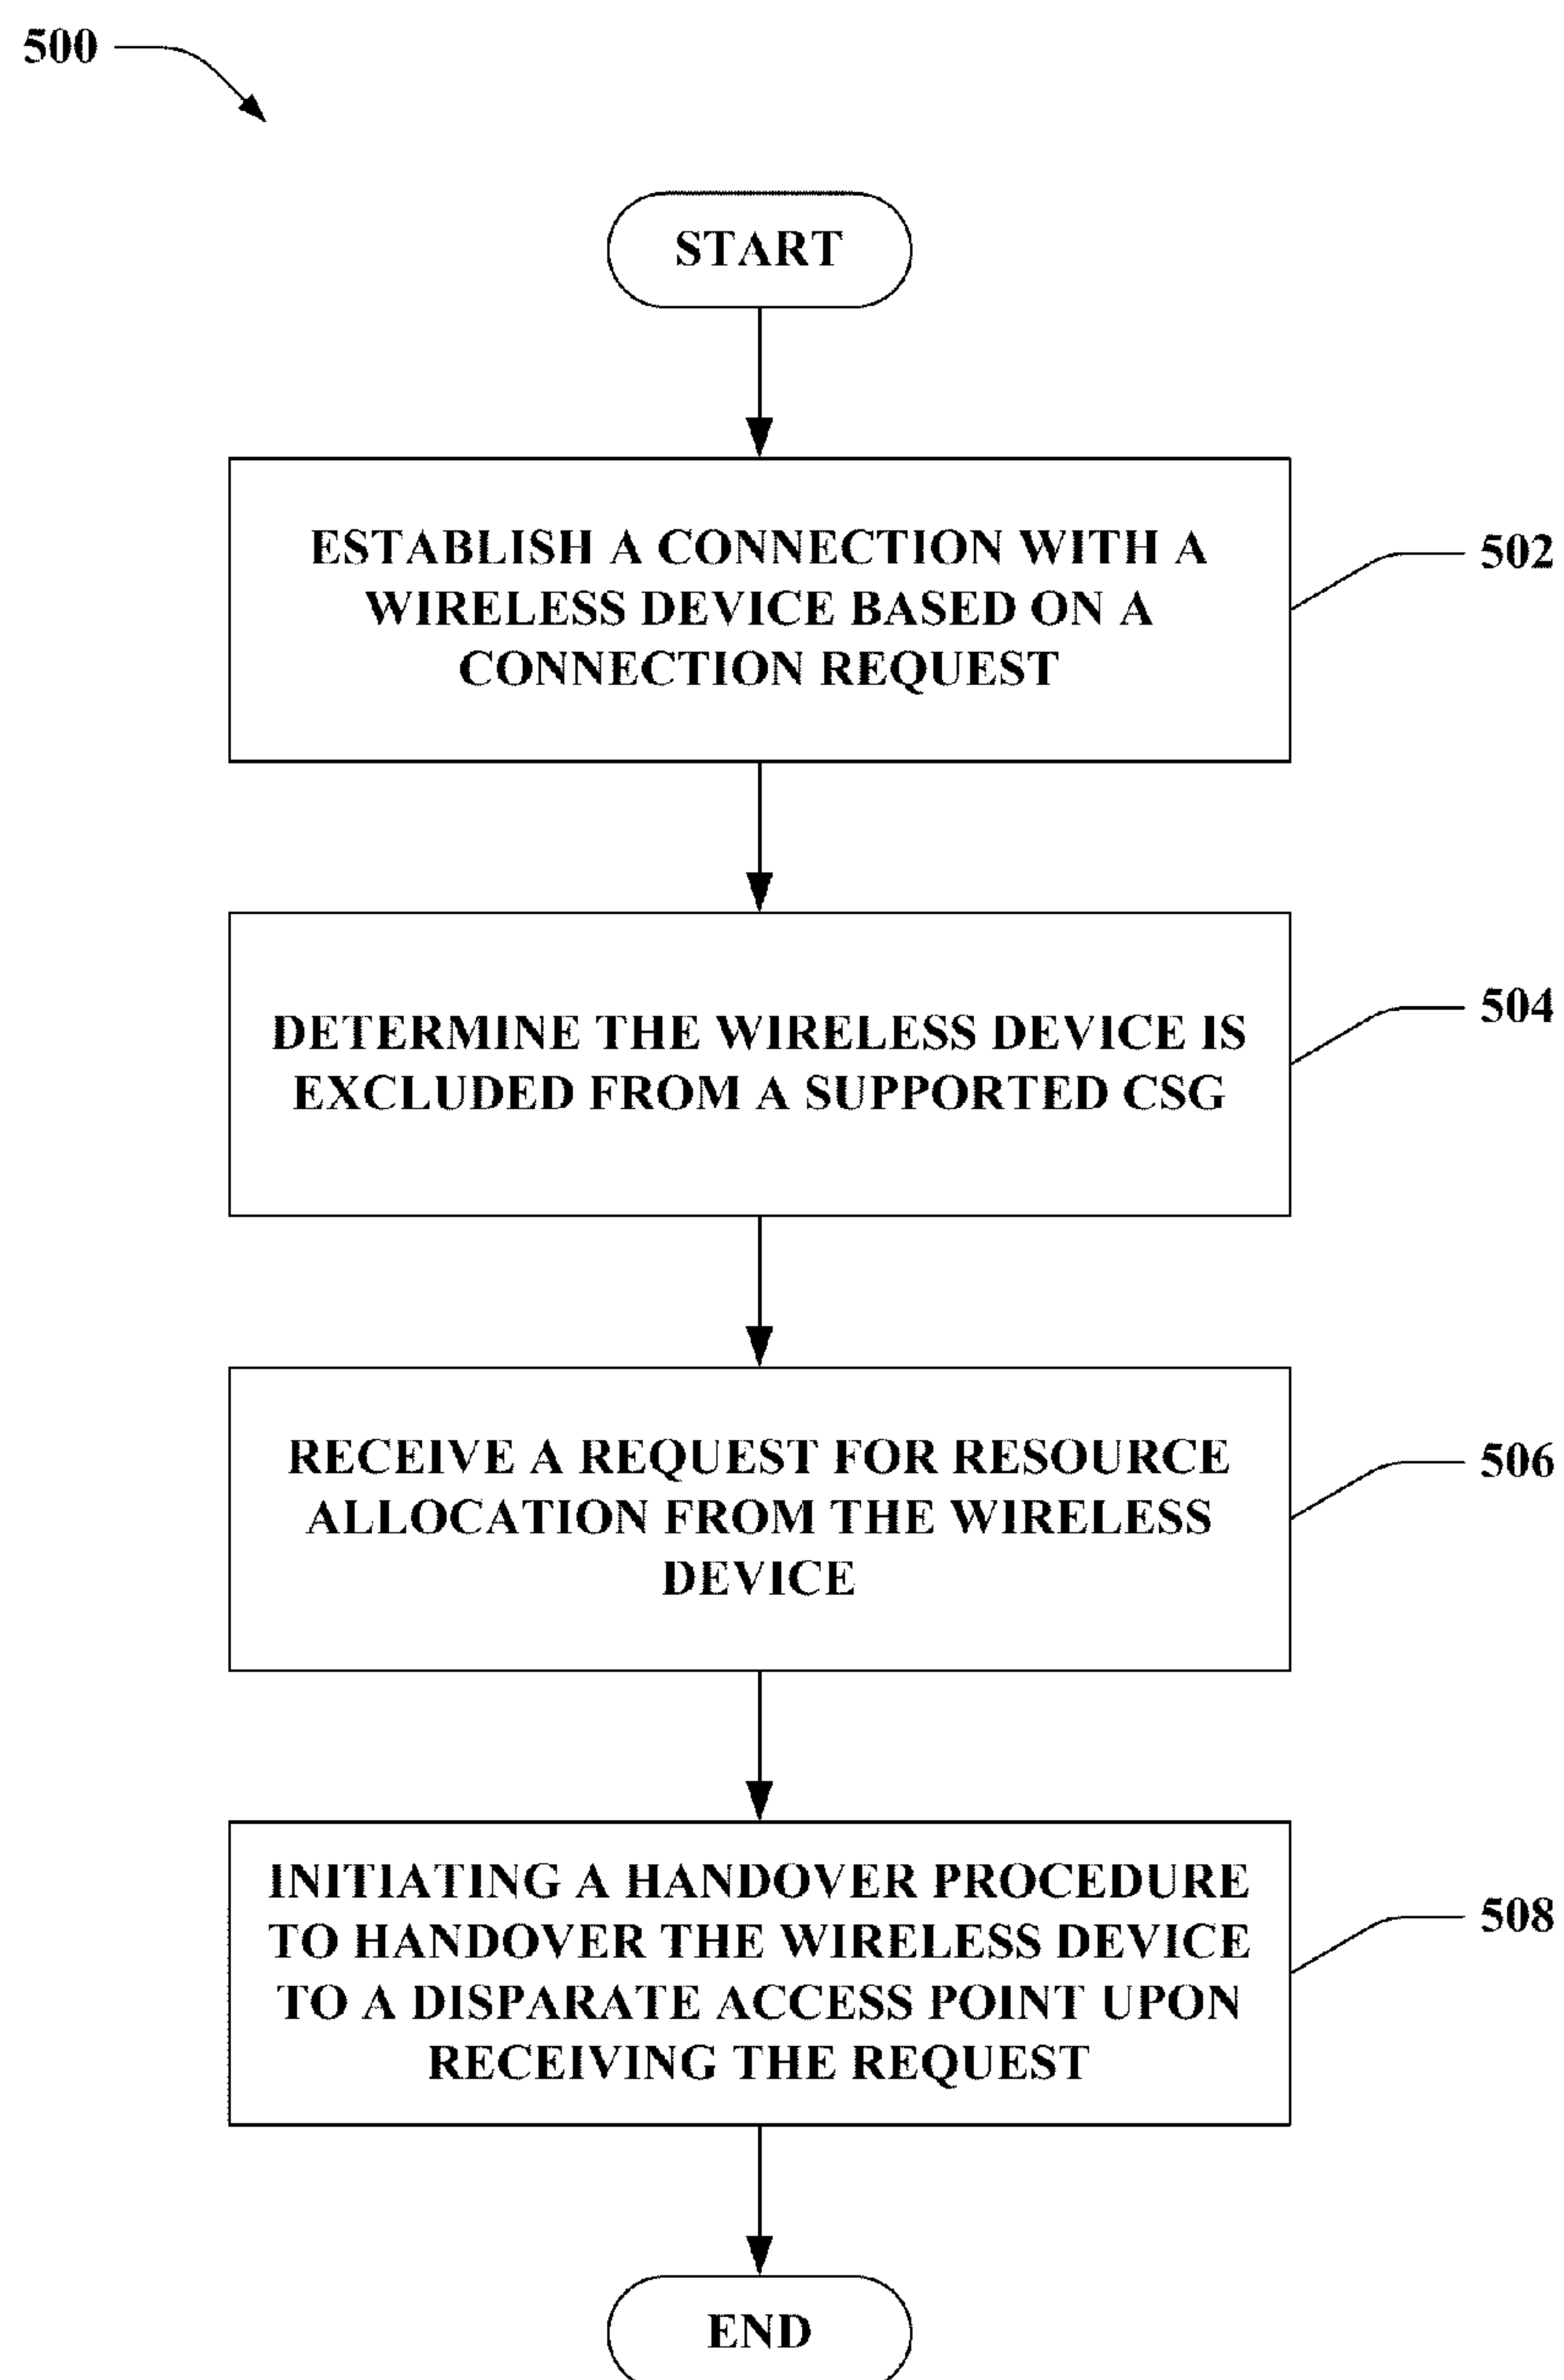 500
START
ESTABLISH A CONNECTION WITH A
WIRELESS DEVICE BASED ON A
CONNECTION REQUEST
502
DETERMINE THE WIRELESS DEVICE IS
EXCLUDED FROM A SUPPORTED CSG
504
RECEIVE A REQUEST FOR RESOURCE
ALLOCATION FROM THE WIRELESS
DEVICE
506
INITIATING A HANDOVER PROCEDURE
TO HANDOVER THE WIRELESS DEVICE
TO A DISPARATE ACCESS POINT UPON
RECEIVING THE REQUEST
508
END